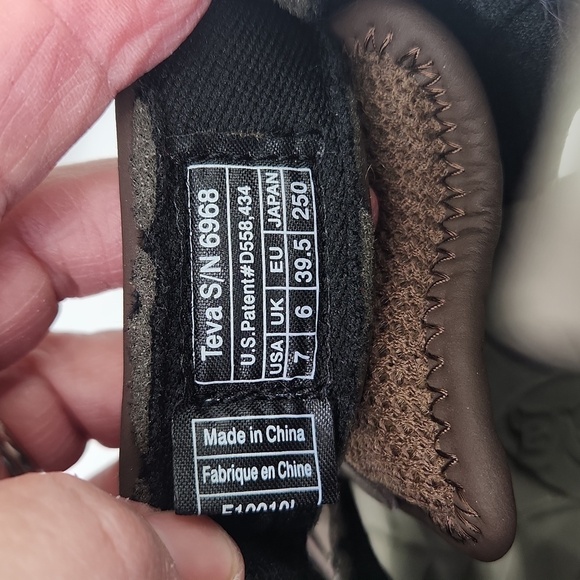 Teva S/N 6968
U.S.Patent#D558,434
USA UK EU JAPAN
7 6 39.5 250
Made in China
Fabrique en Chine